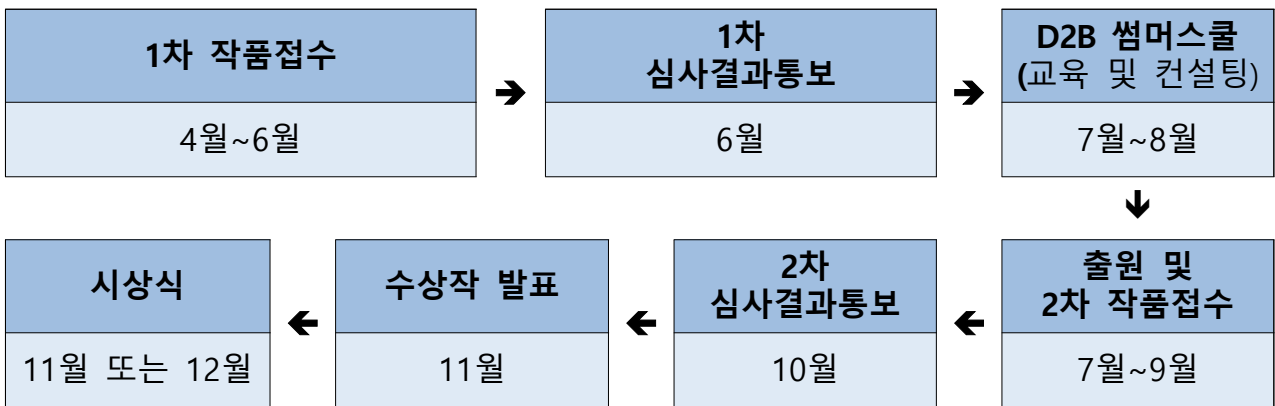 1차 작품접수
4월~6월
➔
1차
심사결과통보
6월
➔
D2B 썸머스쿨
(교육 및 컨설팅)
7월~8월
🡳
출원 및
2차 작품접수
7월~9월
🡰
2차
심사결과통보
10월
🡰
수상작 발표
11월
🡰
시상식
11월 또는 12월